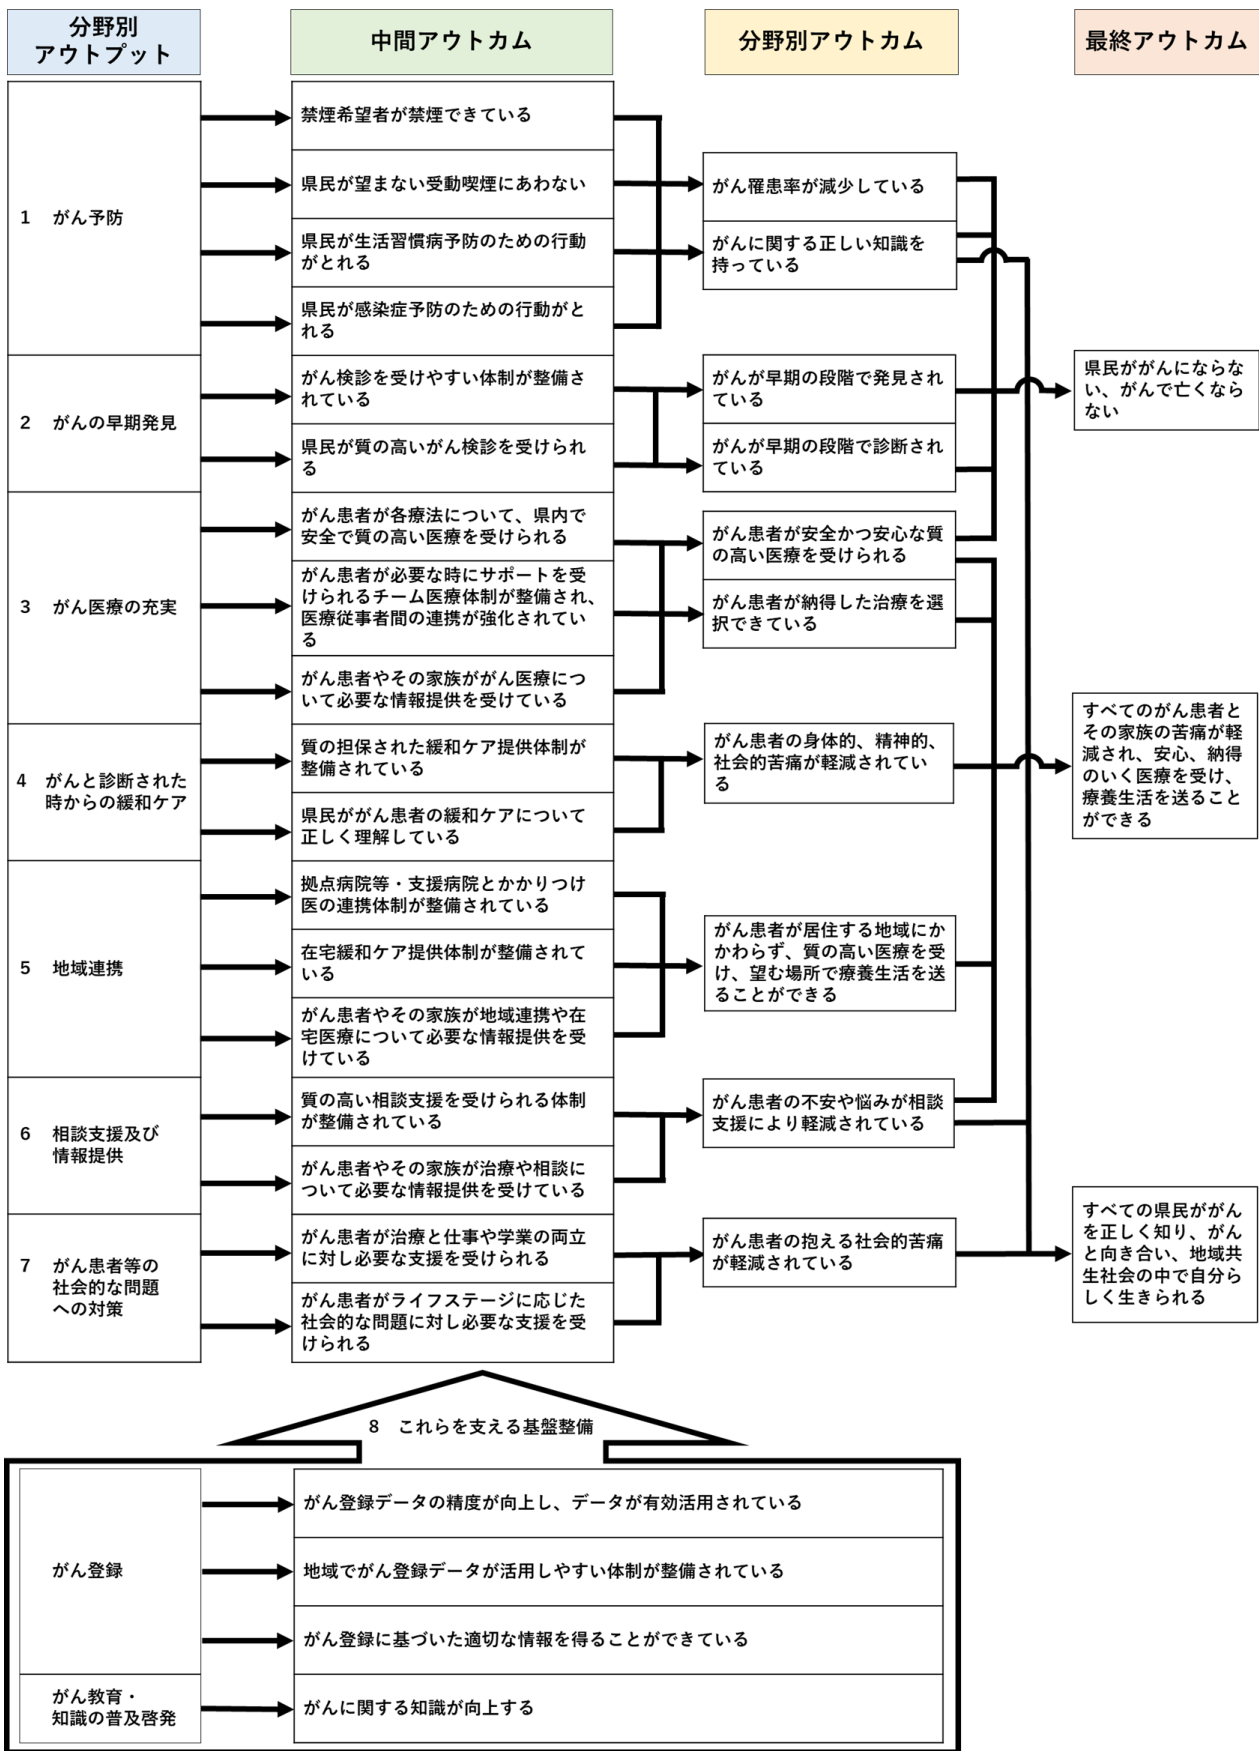 分野別
アウトプット
中間アウトカム
分野別アウトカム
最終アウトカム
1 がん予防
禁煙希望者が禁煙できている
県民が望まない受動喫煙にあわない
県民が生活習慣病予防のための行動
がとれる
県民が感染症予防のための行動がと
れる
がん罹患率が減少している
がんに関する正しい知識を
持っている
2 がんの早期発見
がん検診を受けやすい体制が整備さ
れている
県民が質の高いがん検診を受けられ
る
がんが早期の段階で発見され
ている
がんが早期の段階で診断され
ている
県民ががんにならな
い、がんで亡くなら
ない
3 がん医療の充実
がん患者が各療法について、県内で
安全で質の高い医療を受けられる
がん患者が必要な時にサポートを受
けられるチーム医療体制が整備され、
医療従事者間の連携が強化されてい
る
がん患者やその家族ががん医療につ
いて必要な情報提供を受けている
がん患者が安全かつ安心な質
の高い医療を受けられる
がん患者が納得した治療を選
択できている
4 がんと診断された
時からの緩和ケア
質の担保された緩和ケア提供体制が
整備されている
県民ががん患者の緩和ケアについて
正しく理解している
がん患者の身体的、精神的、
社会的苦痛が軽減されてい
る
すべてのがん患者と
その家族の苦痛が軽
減され、安心、納得
のいく医療を受け、
療養生活を送ること
ができる
5 地域連携
拠点病院等・支援病院とかかりつけ
医の連携体制が整備されている
在宅緩和ケア提供体制が整備されて
いる
がん患者やその家族が地域連携や在
宅医療について必要な情報提供を受
けている
がん患者が居住する地域にか
かわらず、質の高い医療を受
け、望む場所で療養生活を送
ることができる
6 相談支援及び
情報提供
質の高い相談支援を受けられる体制
が整備されている
がん患者やその家族が治療や相談に
ついて必要な情報提供を受けている
がん患者の不安や悩みが相談
支援により軽減されている
7 がん患者等の
社会的な問題
への対策
がん患者が治療と仕事や学業の両立
に対し必要な支援を受けられる
がん患者がライフステージに応じた
社会的な問題に対し必要な支援を受
けられる
がん患者の抱える社会的苦痛
が軽減されている
すべての県民ががん
を正しく知り、がん
と向き合い、地域共
生社会の中で自分ら
しく生きられる
8 これらを支える基盤整備
がん登録
がん登録データの精度が向上し、データが有効活用されている
地域でがん登録データが活用しやすい体制が整備されている
がん登録に基づいた適切な情報を得ることができている
がん教育・
知識の普及啓発
がんに関する知識が向上する